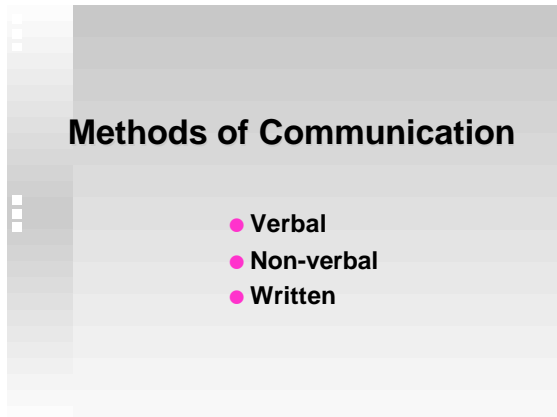 Methods of Communication
Verbal
Non-verbal
Written